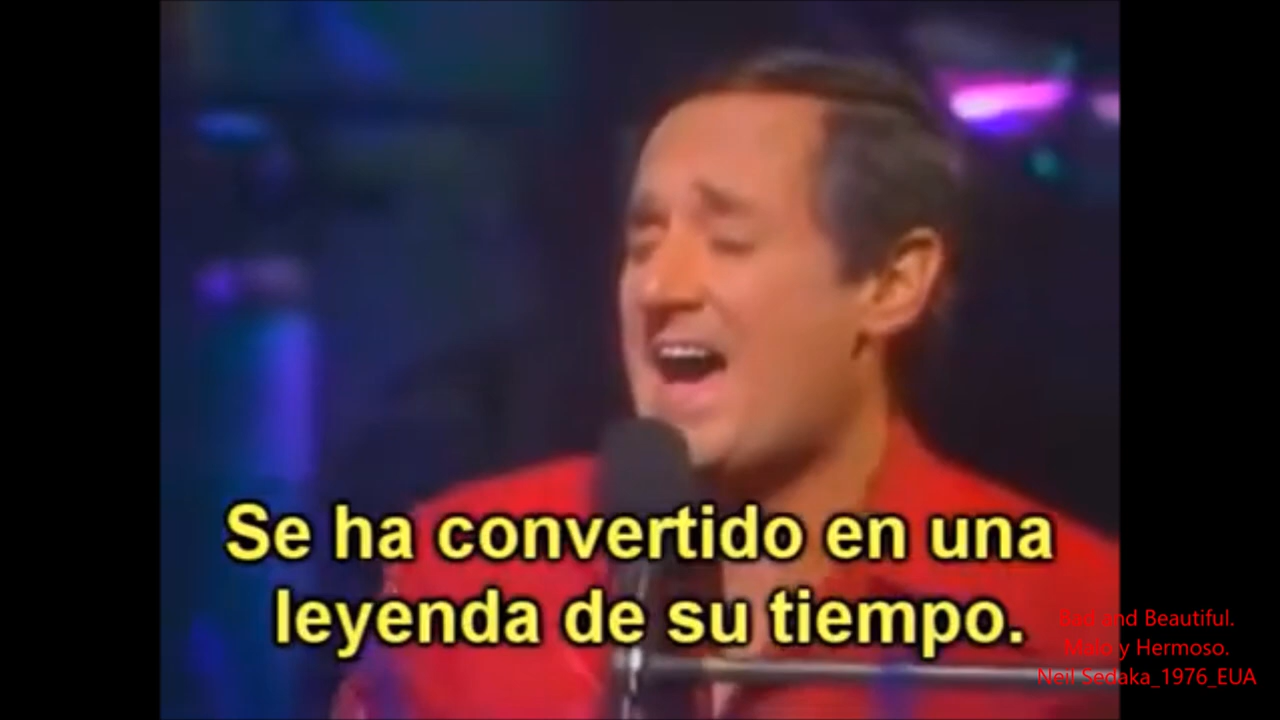 Se ha convertido en una
leyenda de su tiempo.
Bad and Beautiful.
Malo y Hermoso.
Neil Sedaka_1976_EUA